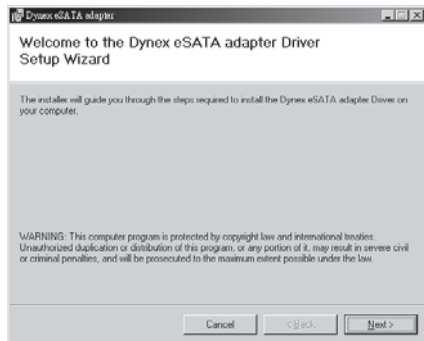 Dynex eSATA adapter
Welcome to the Dynex eSATA adapter Driver
Setup Wizard
The installer will guide you through the steps required to install the Dynex eSATA adapter Driver on
your computer.
WARNING: This computer program is protected by copyright law and international treaties.
Unauthorized duplication or distribution of this program, or any portion of it, may result in severe civil
or criminal penalties, and will be prosecuted to the maximum extent possible under the law.
Cancel
< Back
Next >